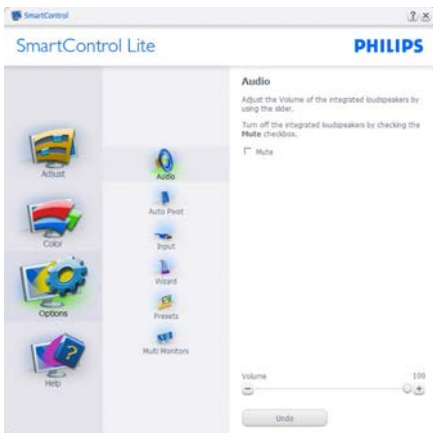 SmartControl
SmartControl Lite
PHILIPS
Adjust
Color
Options
Help
Audio
Auto Pivot
Input
Wizard
Presets
Multi Monitors
Audio
Adjust the Volume of the integrated loudspeakers by
using the slider.
Turn off the integrated loudspeakers by checking the
Mute checkbox.
Mute
Volume
100
Undo